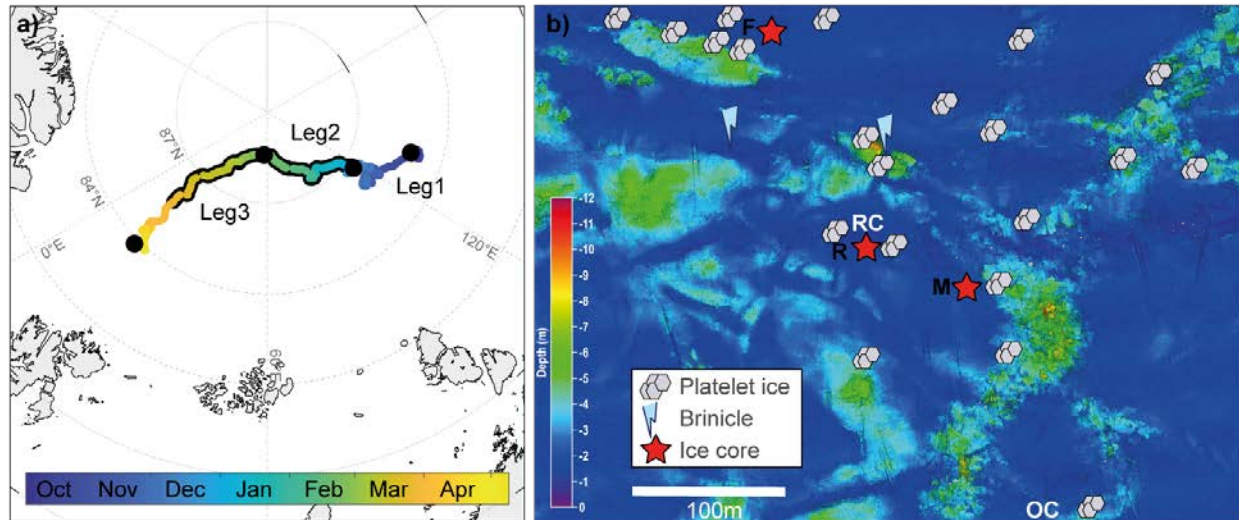 a)
Leg2
Leg1
Leg3
87°N
84°N
0°E
120°E
60°
Oct Nov Dec Jan Feb Mar Apr
b)
F
RC
R
M
OC
Depth (m)
-12
-11
-10
-9
-8
-7
-6
-5
-4
-3
-2
-1
0
Platelet ice
Brinicle
Ice core
100m